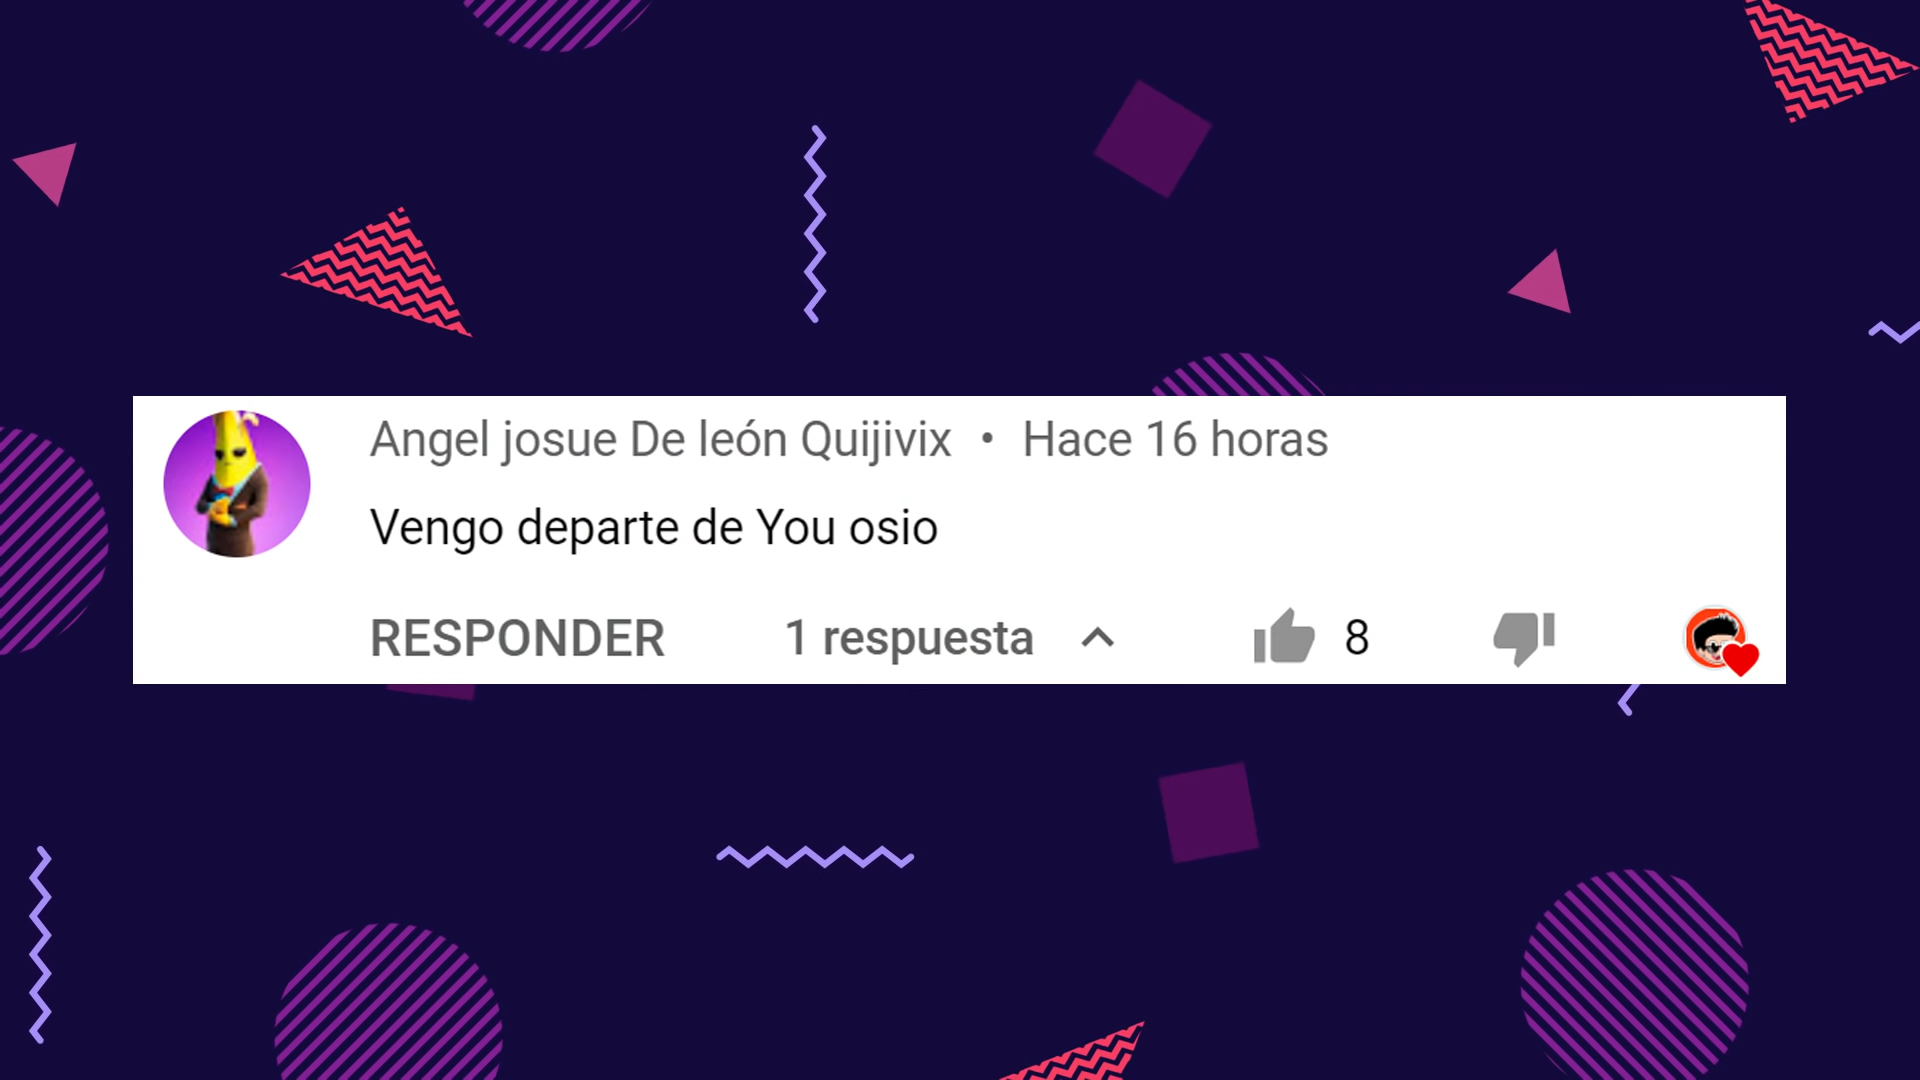 Angel josue De león Quijivix • Hace 16 horas
Vengo departe de You osio
RESPONDER 1 respuesta 8